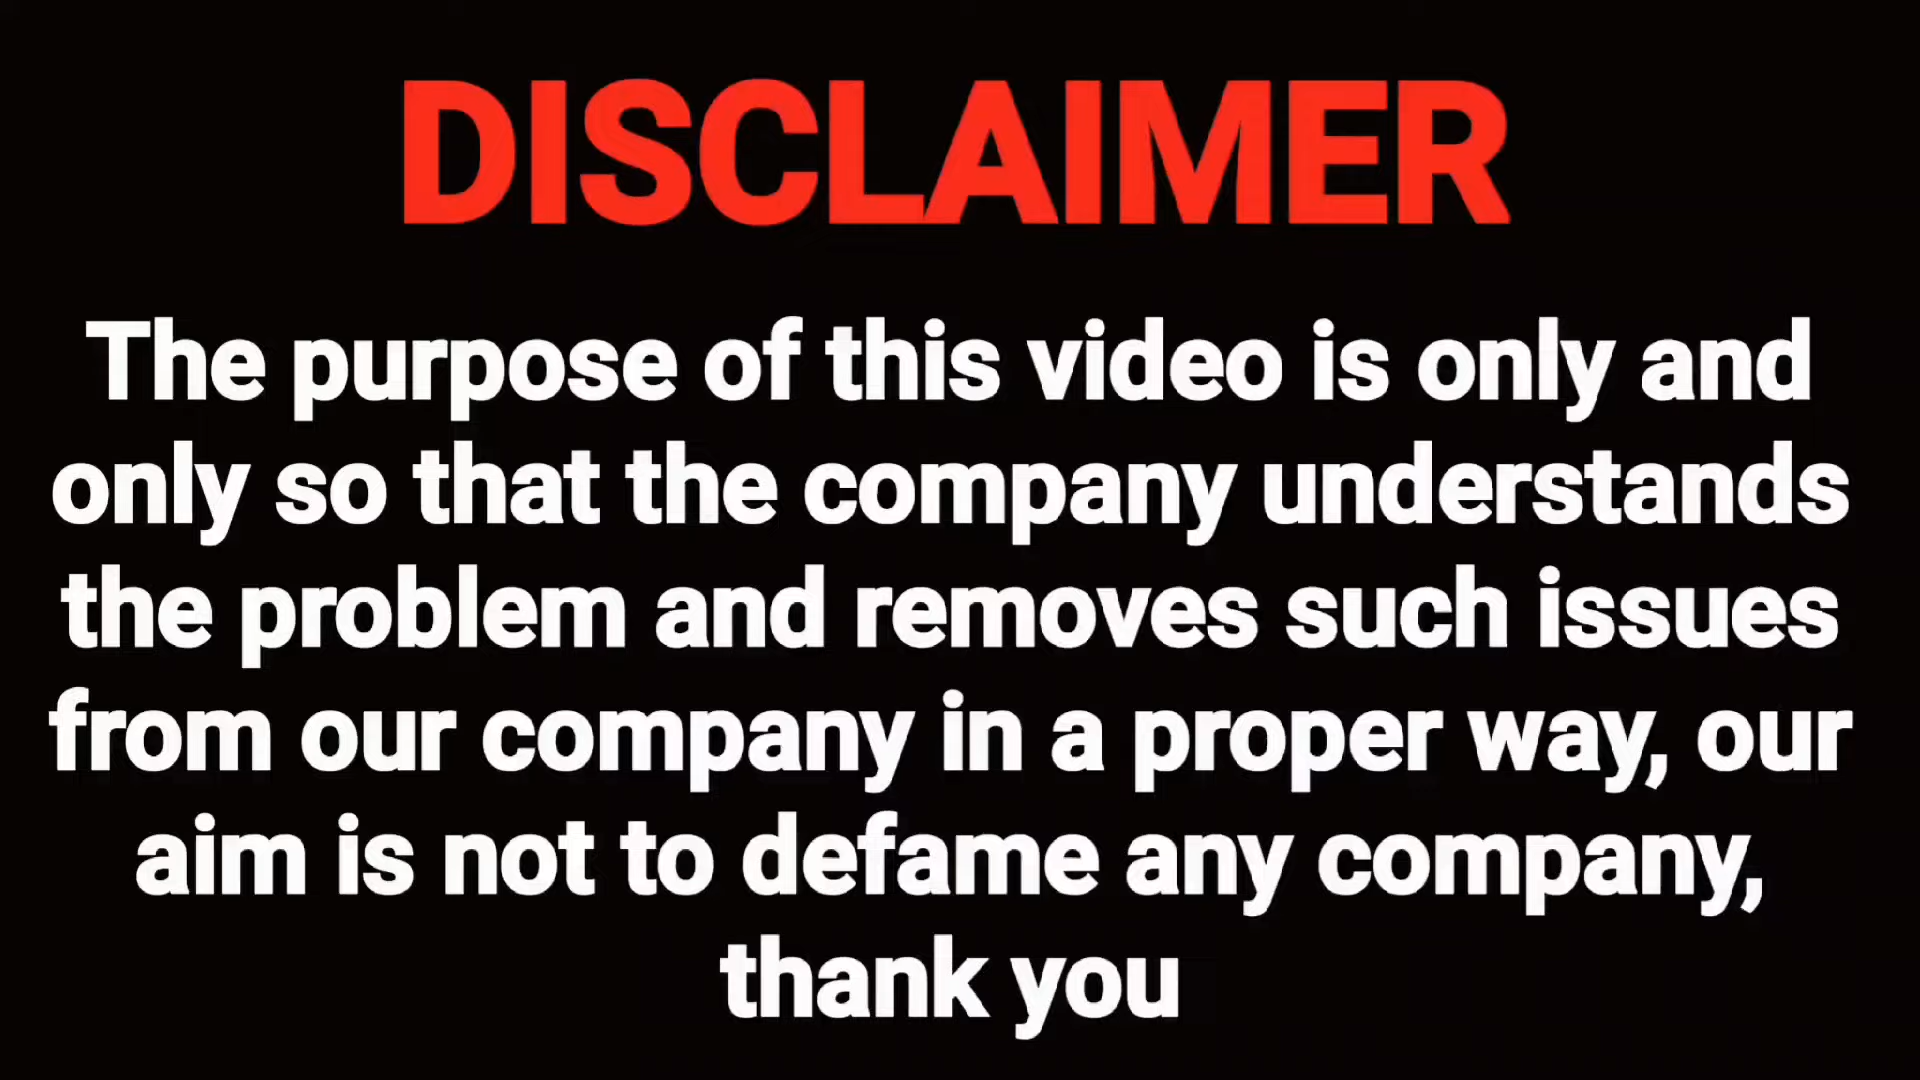 DISCLAIMER
The purpose of this video is only and
only so that the company understands
the problem and removes such issues
from our company in a proper way, our
aim is not to defame any company,
thank you